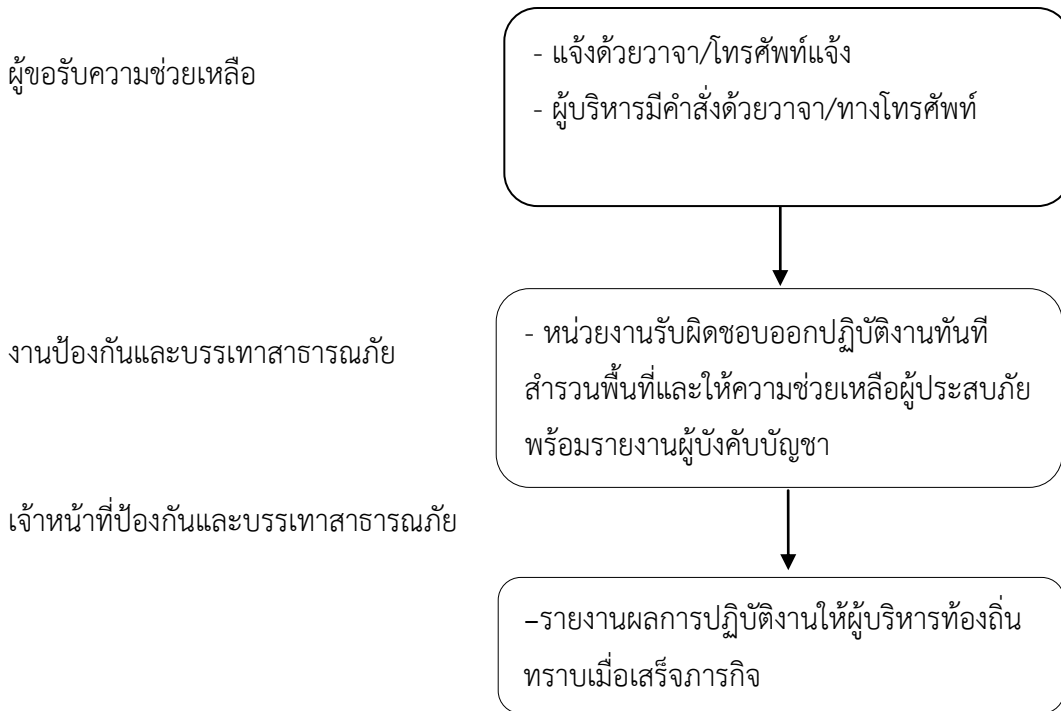 ผู้ขอรับความช่วยเหลือ
- แจ้งด้วยวาจา/โทรศัพท์แจ้ง
- ผู้บริหารมีคำสั่งด้วยวาจา/ทางโทรศัพท์
งานป้องกันและบรรเทาสาธารณภัย
- หน่วยงานรับผิดชอบออกปฏิบัติงานทันที
สำรวจพื้นที่และให้ความช่วยเหลือผู้ประสบภัย
พร้อมรายงานผู้บังคับบัญชา
เจ้าหน้าที่ป้องกันและบรรเทาสาธารณภัย
–รายงานผลการปฏิบัติงานให้ผู้บริหารท้องถิ่น
ทราบเมื่อเสร็จภารกิจ